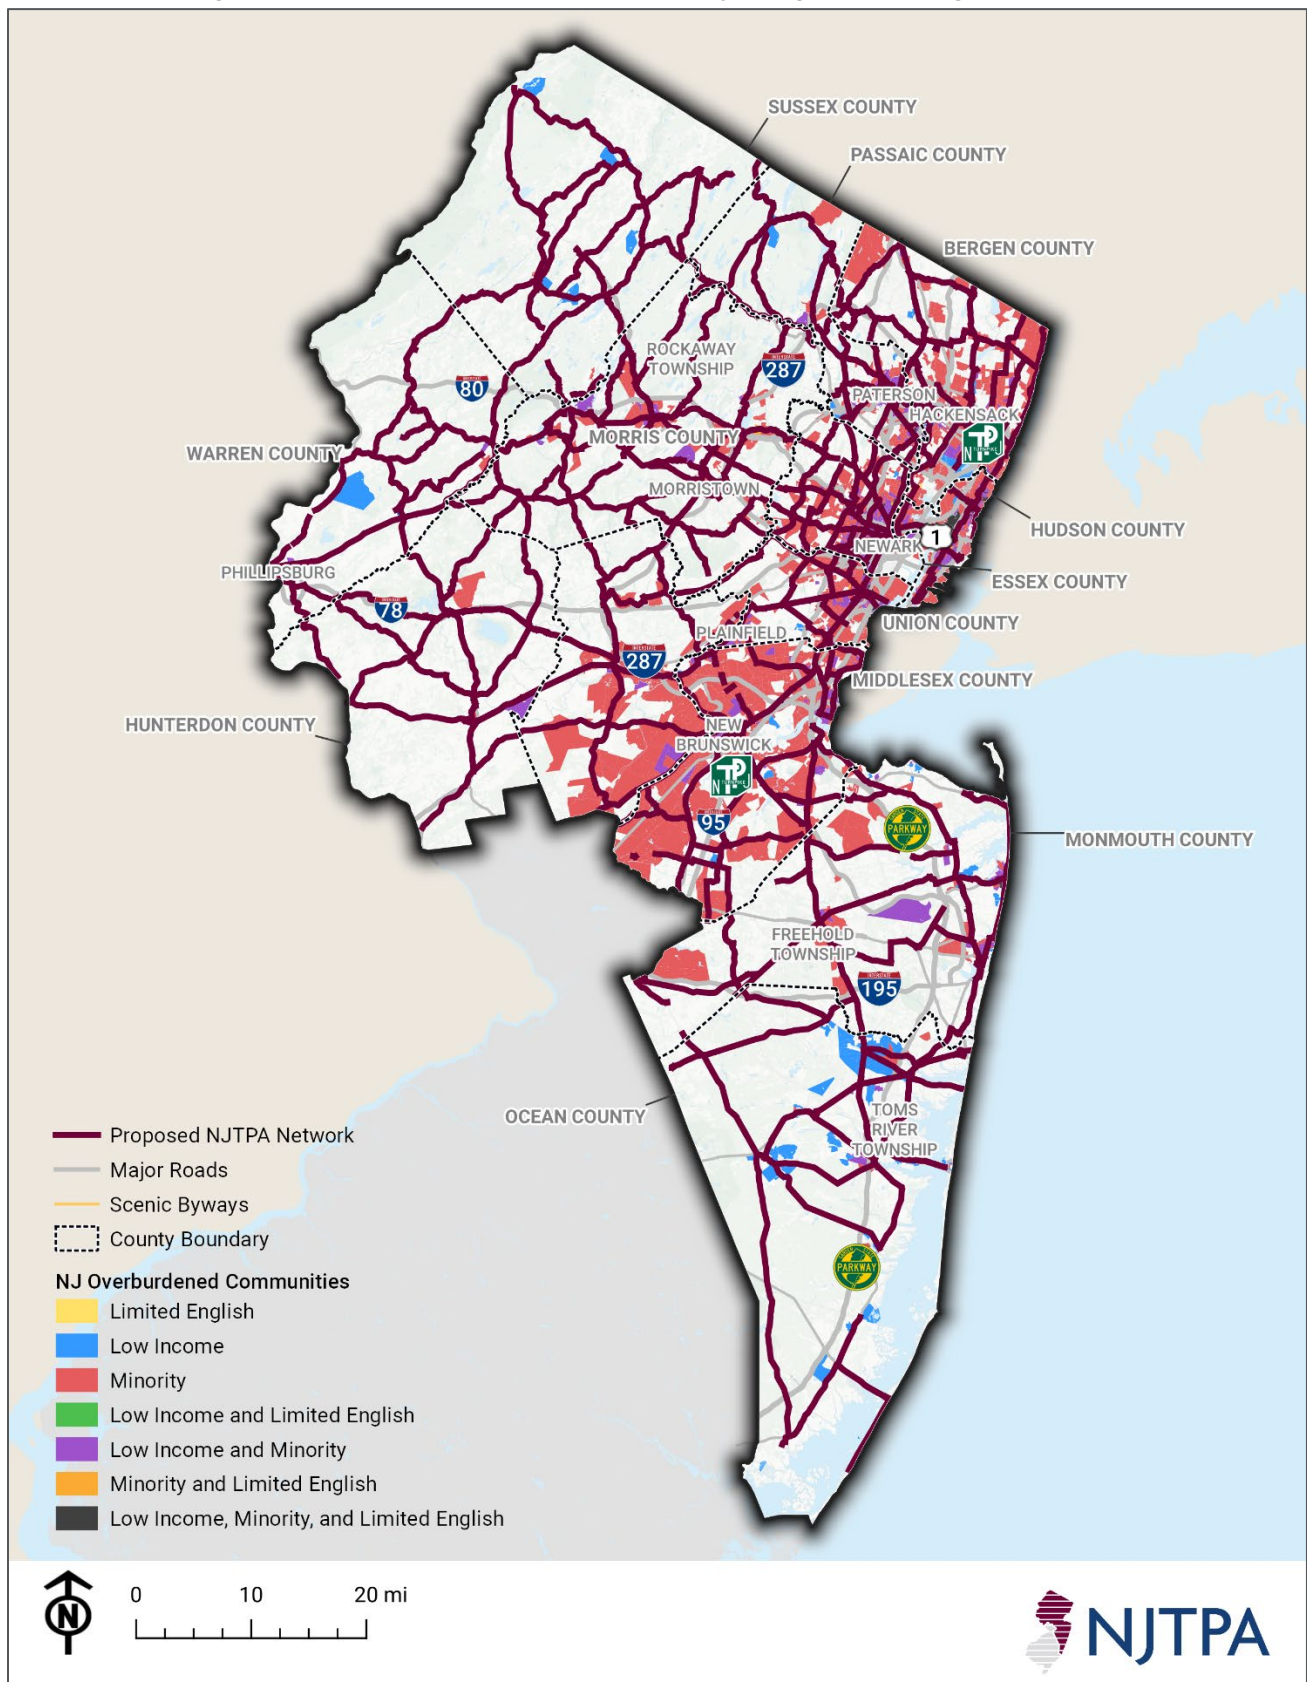 SUSSEX COUNTY
PASSAIC COUNTY
BERGEN COUNTY
ROCKAWAY
TOWNSHIP
287
80
PATERSON
HACKENSACK
MORRIS COUNTY
WARREN COUNTY
MORRISTOWN
HUDSON COUNTY
1
NEWARK
PHILLIPSBURG
ESSEX COUNTY
78
UNION COUNTY
PLAINFIELD
287
MIDDLESEX COUNTY
HUNTERDON COUNTY
NEW
BRUNSWICK
95
PARKWAY
MONMOUTH COUNTY
FREEHOLD
TOWNSHIP
195
OCEAN COUNTY
TOMS
RIVER
TOWNSHIP
PARKWAY
Proposed NJTPA Network
Major Roads
Scenic Byways
County Boundary
NJ Overburdened Communities
Limited English
Low Income
Minority
Low Income and Limited English
Low Income and Minority
Minority and Limited English
Low Income, Minority, and Limited English
N
0 10 20 mi
NJTPA